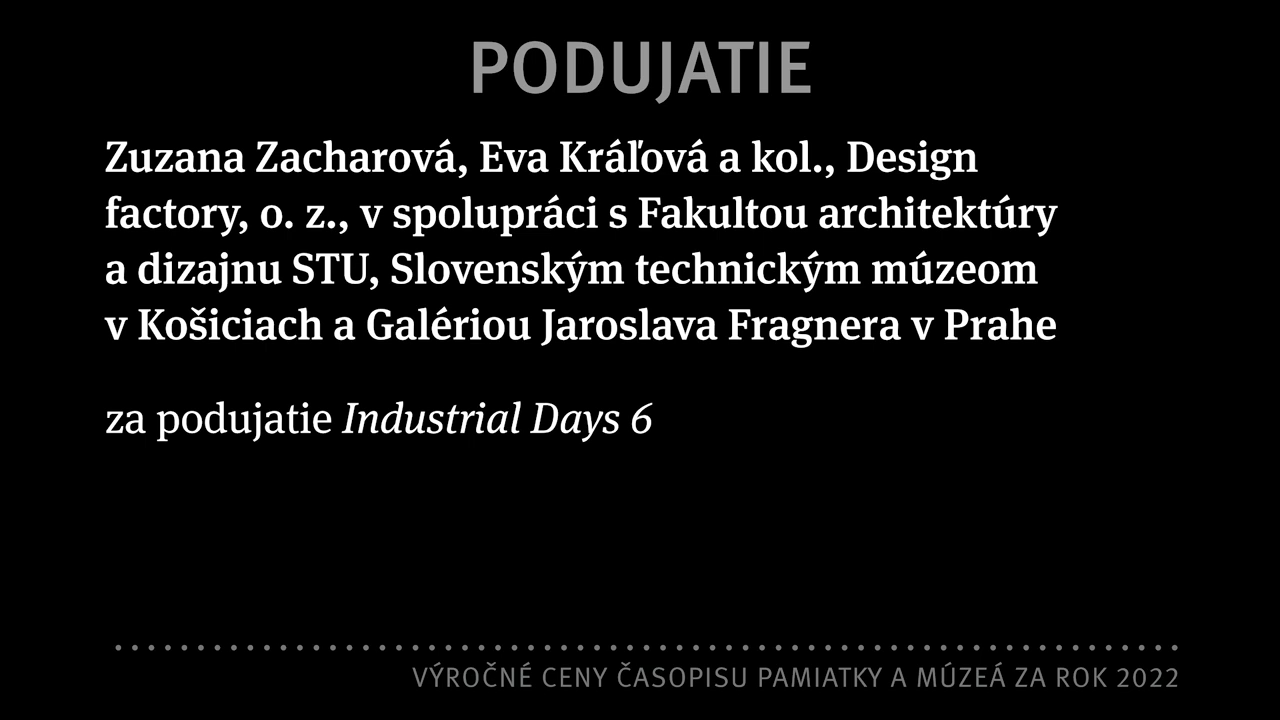 PODUJATIE
Zuzana Zacharová, Eva Kráľová a kol., Design
factory, o. z., v spolupráci s Fakultou architektúry
a dizajnu STU, Slovenským technickým múzeom
v Košiciach a Galériou Jaroslava Fragnera v Prahe
za podujatie Industrial Days 6
VÝROČNÉ CENY ČASOPISU PAMIATKY A MÚZEÁ ZA ROK 2022